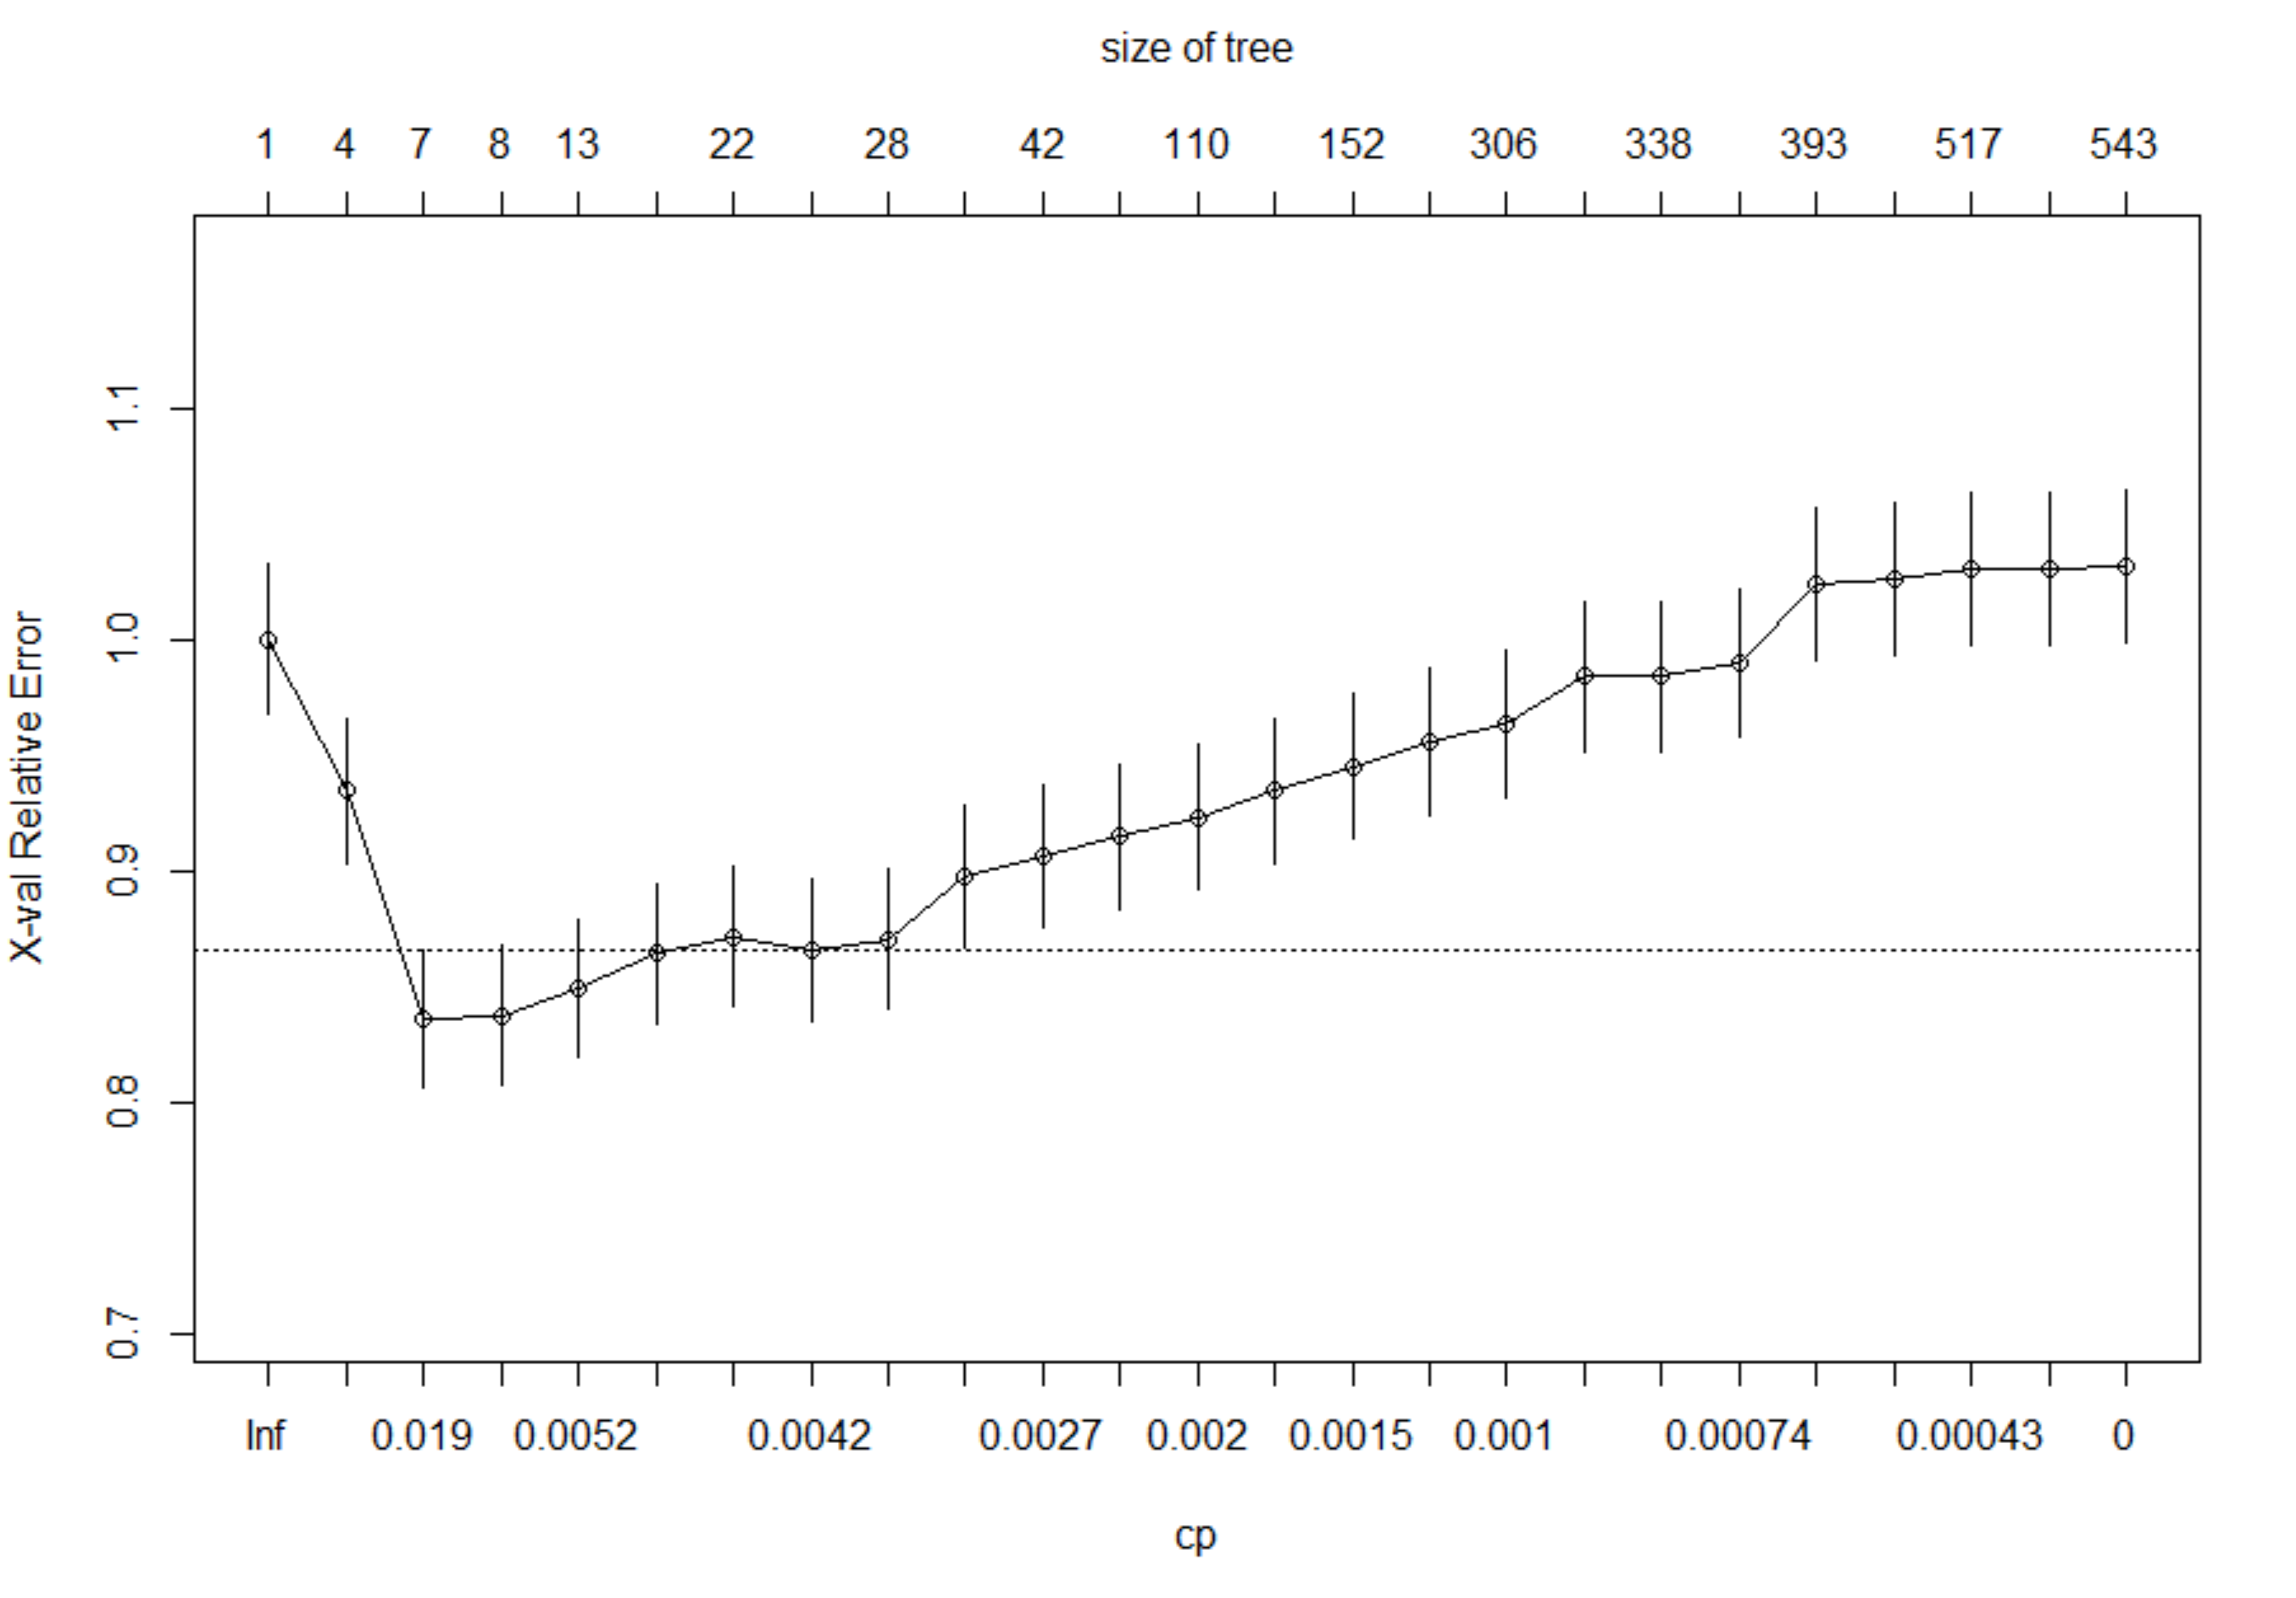 size of tree
1 4 7 8 13 22 28 42 110 152 306 338 393 517 543
X-val Relative Error
1.1
1.0
0.9
0.8
0.7
Inf 0.019 0.0052 0.0042 0.0027 0.002 0.0015 0.001 0.00074 0.00043 0
cp